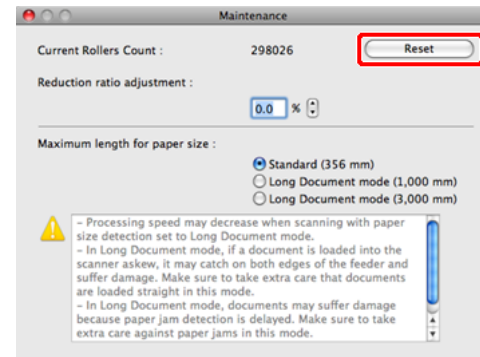 Maintenance
Current Rollers Count : 298026 Reset
Reduction ratio adjustment :
0.0 %
Maximum length for paper size :
Standard (356 mm)
Long Document mode (1,000 mm)
Long Document mode (3,000 mm)
– Processing speed may decrease when scanning with paper
size detection set to Long Document mode.
– In Long Document mode, if a document is loaded into the
scanner askew, it may catch on both edges of the feeder and
suffer damage. Make sure to take extra care that documents
are loaded straight in this mode.
– In Long Document mode, documents may suffer damage
because paper jam detection is delayed. Make sure to take
extra care against paper jams in this mode.